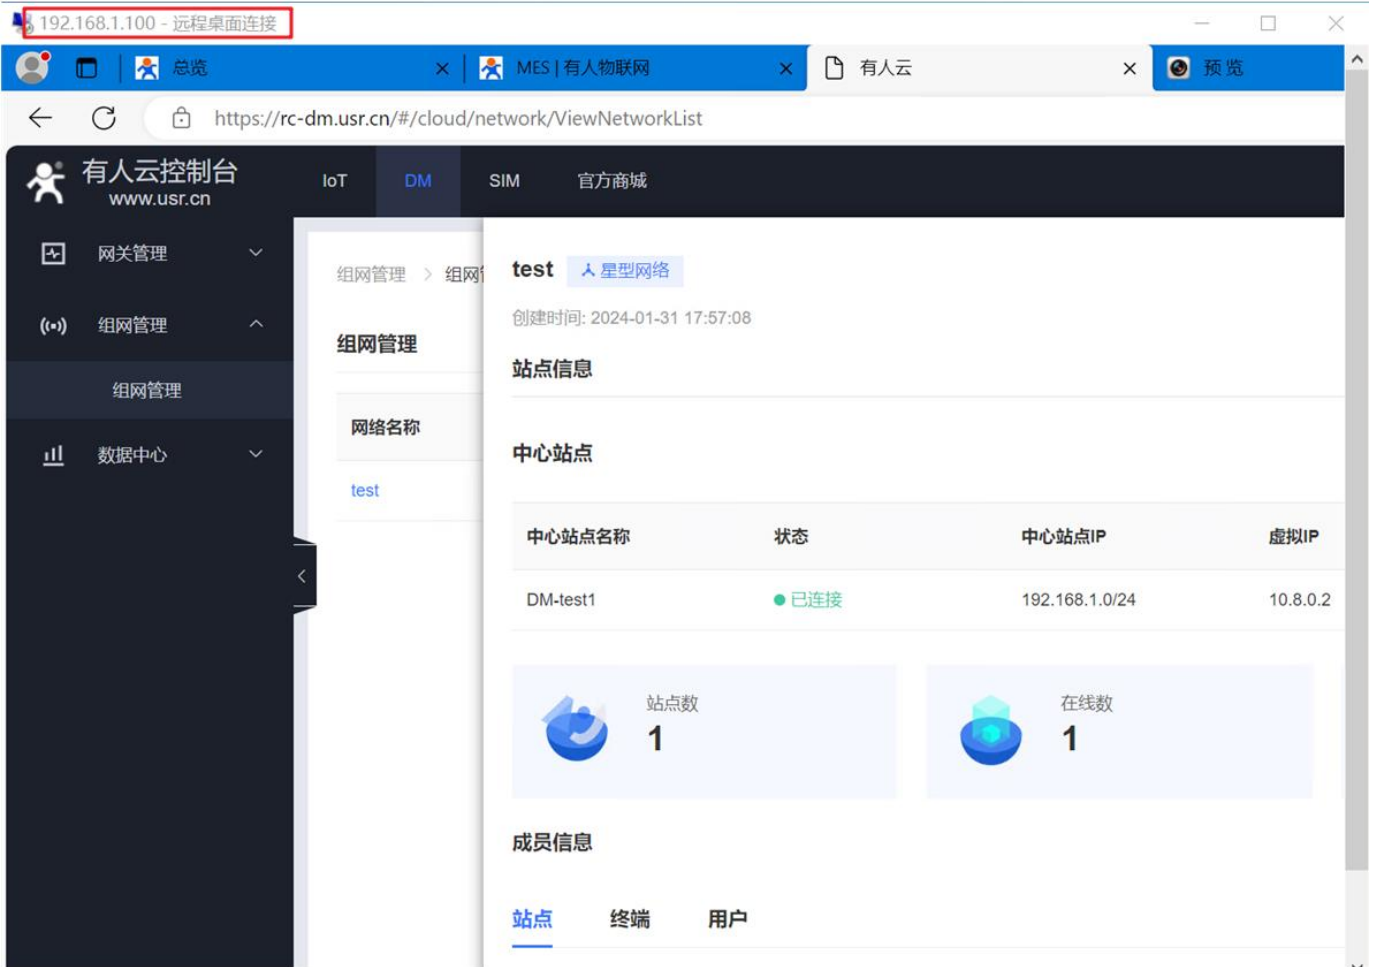 192.168.1.100 - 远程桌面连接
总览
MES | 有人物联网
有人云
预览
https://rc-dm.usr.cn/#/cloud/network/ViewNetworkList
有人云控制台
www.usr.cn
IoT
DM
SIM
官方商城
网关管理
组网管理
组网管理
数据中心
组网管理 > 组网
组网管理
网络名称
test
test
星型网络
创建时间: 2024-01-31 17:57:08
站点信息
中心站点
中心站点名称 状态 中心站点IP 虚拟IP
DM-test1 已连接 192.168.1.0/24 10.8.0.2
站点数
1
在线数
1
成员信息
站点 终端 用户